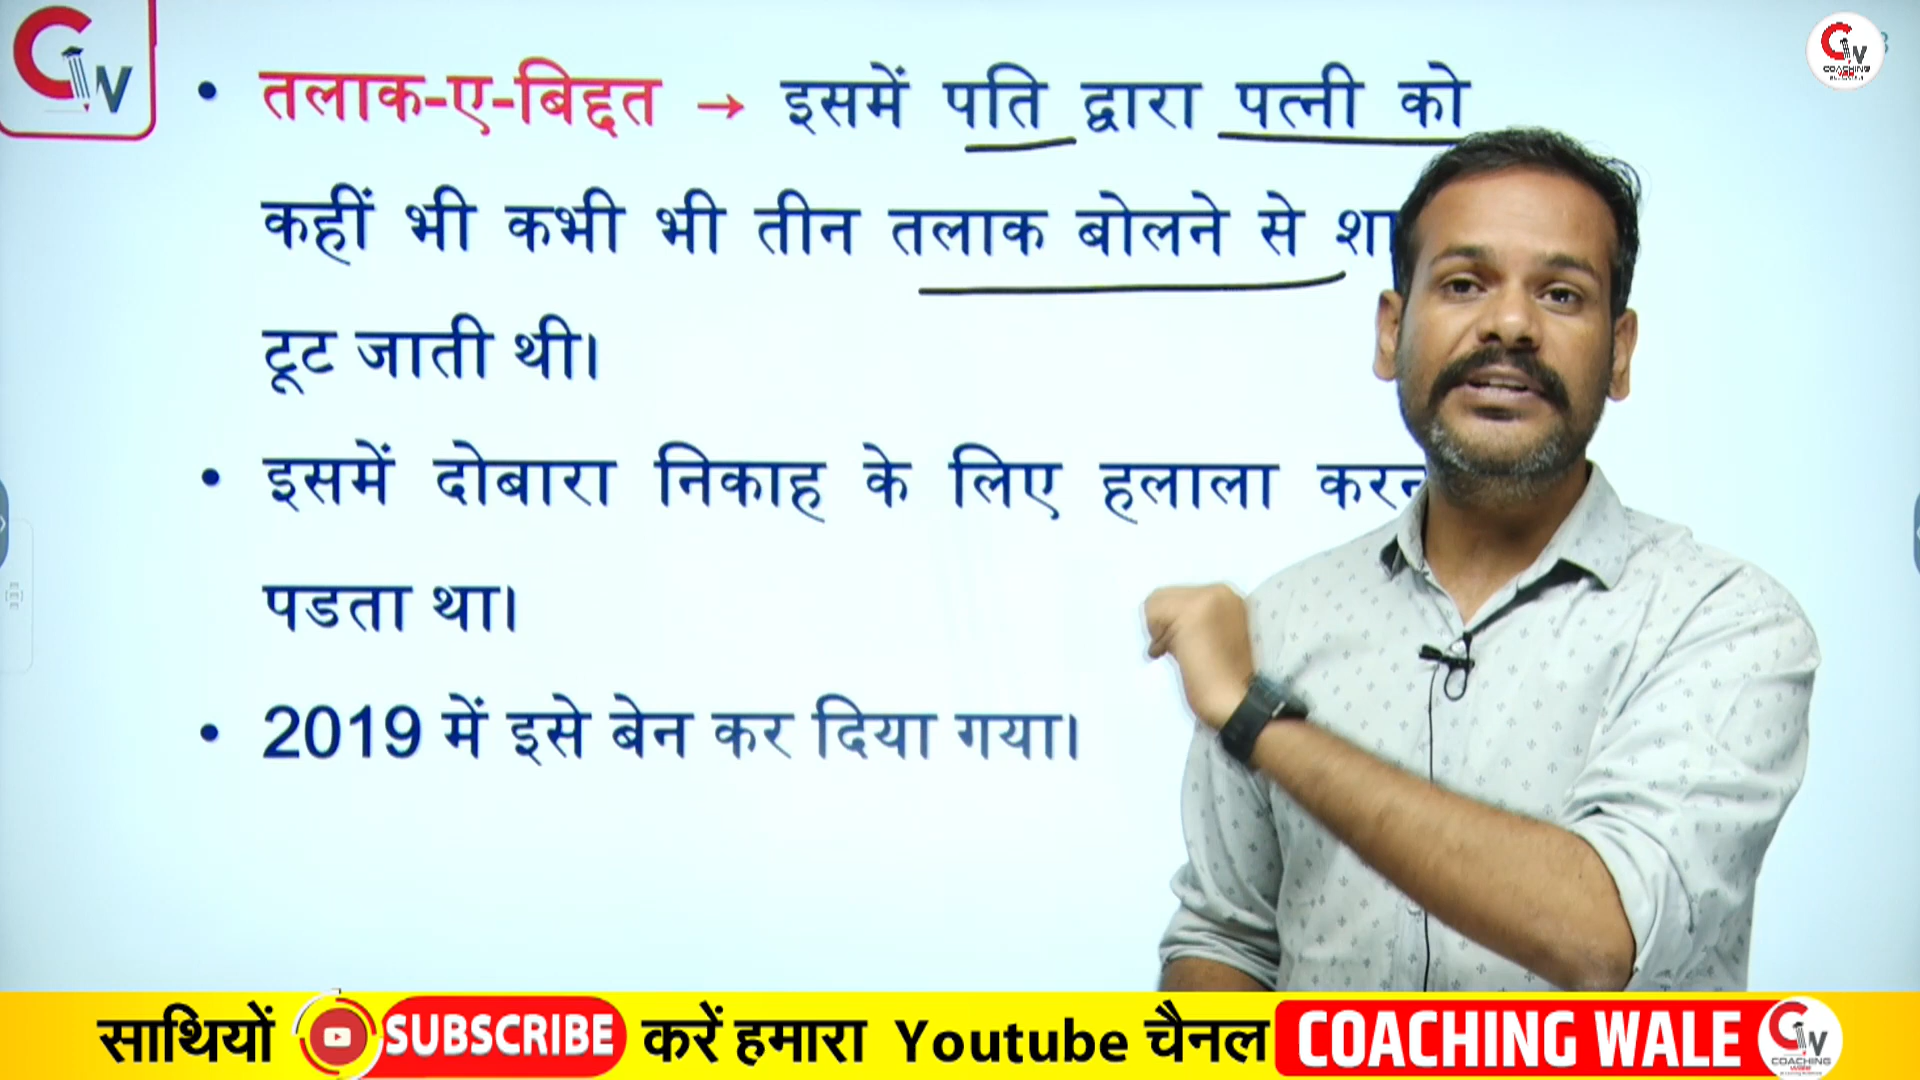 • तलाक-ए-बिद्दत → इसमें पति द्वारा पत्नी को
कहीं भी कभी भी तीन तलाक बोलने से
टूट जाती थी।
• इसमें दोबारा निकाह के लिए हलाला
पडता था।
• 2019 में इसे बेन कर दिया गया।
साथियों SUBSCRIBE करें हमारा Youtube चैनल COACHING WALE